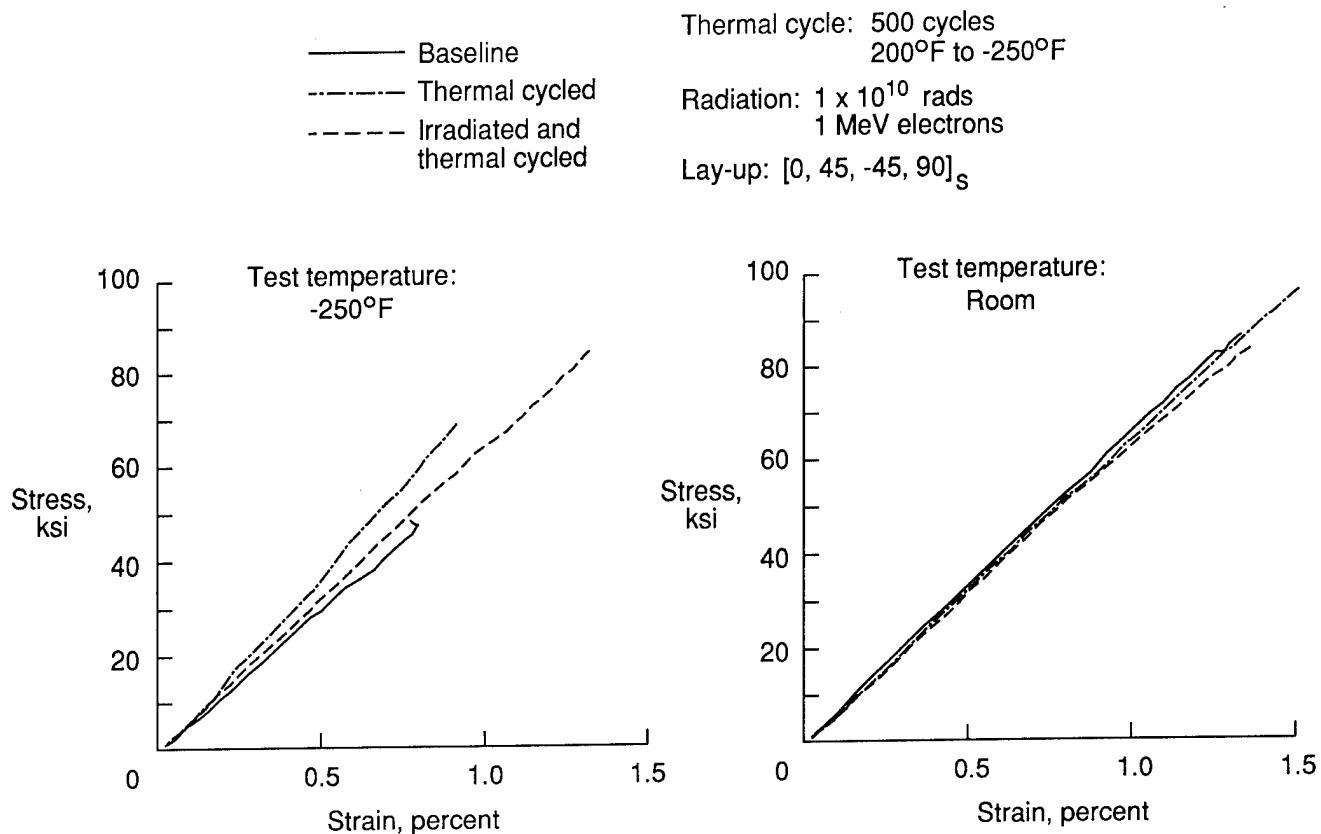 Baseline
Thermal cycled
Irradiated and
thermal cycled
Thermal cycle: 500 cycles
200°F to -250°F
Radiation: 1 x 10¹⁰ rads
1 MeV electrons
Lay-up: [0, 45, -45, 90]ₛ
Test temperature:
-250°F
100
80
60
40
20
0
0.5
1.0
1.5
Stress,
ksi
Strain, percent
Test temperature:
Room
100
80
60
40
20
0
0.5
1.0
1.5
Stress,
ksi
Strain, percent